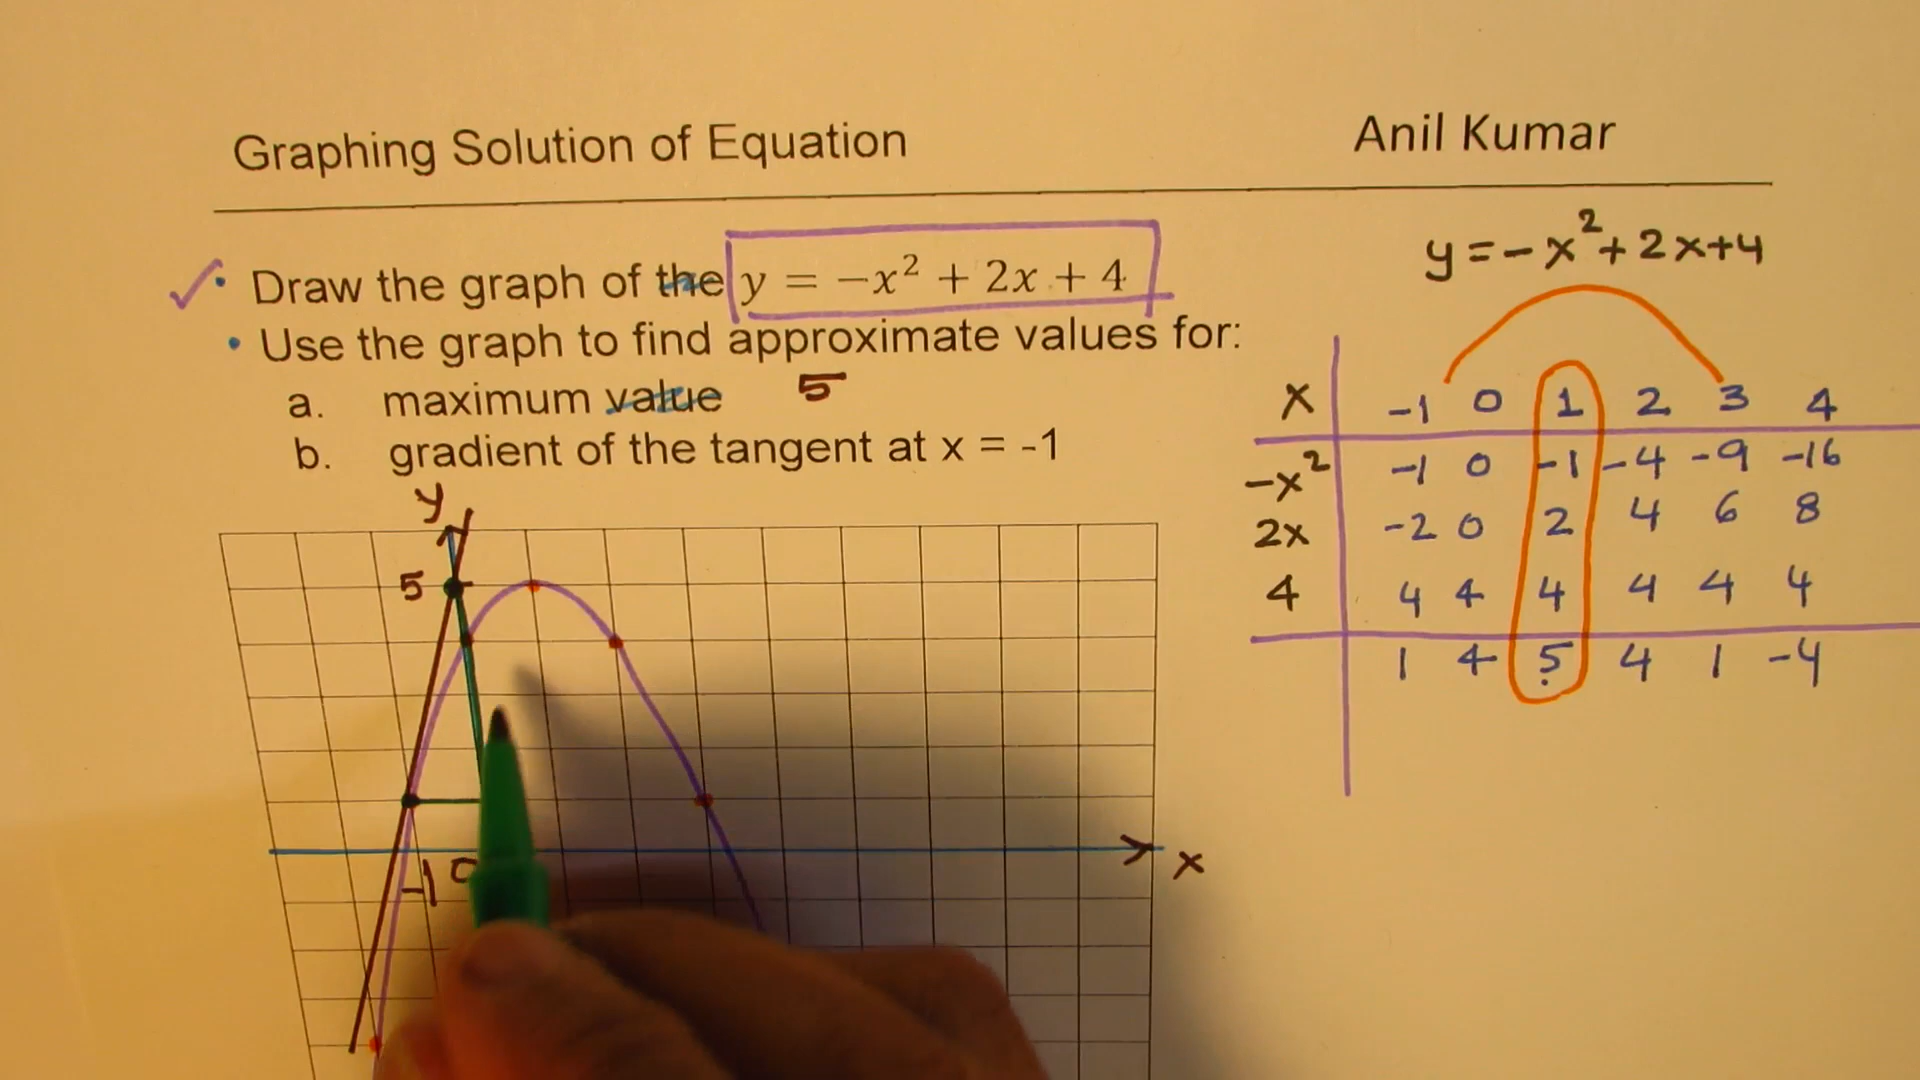 Graphing Solution of Equation
Anil Kumar
• Draw the graph of the y = −x² + 2x + 4
• Use the graph to find approximate values for:
a. maximum value 5
b. gradient of the tangent at x = -1
y = -x² + 2x + 4
x -1 0 1 2 3 4
-x² -1 0 -1 -4 -9 -16
2x -2 0 2 4 6 8
4 4 4 4 4 4 4
1 4 5 4 1 -4
y
5
-1 0
x